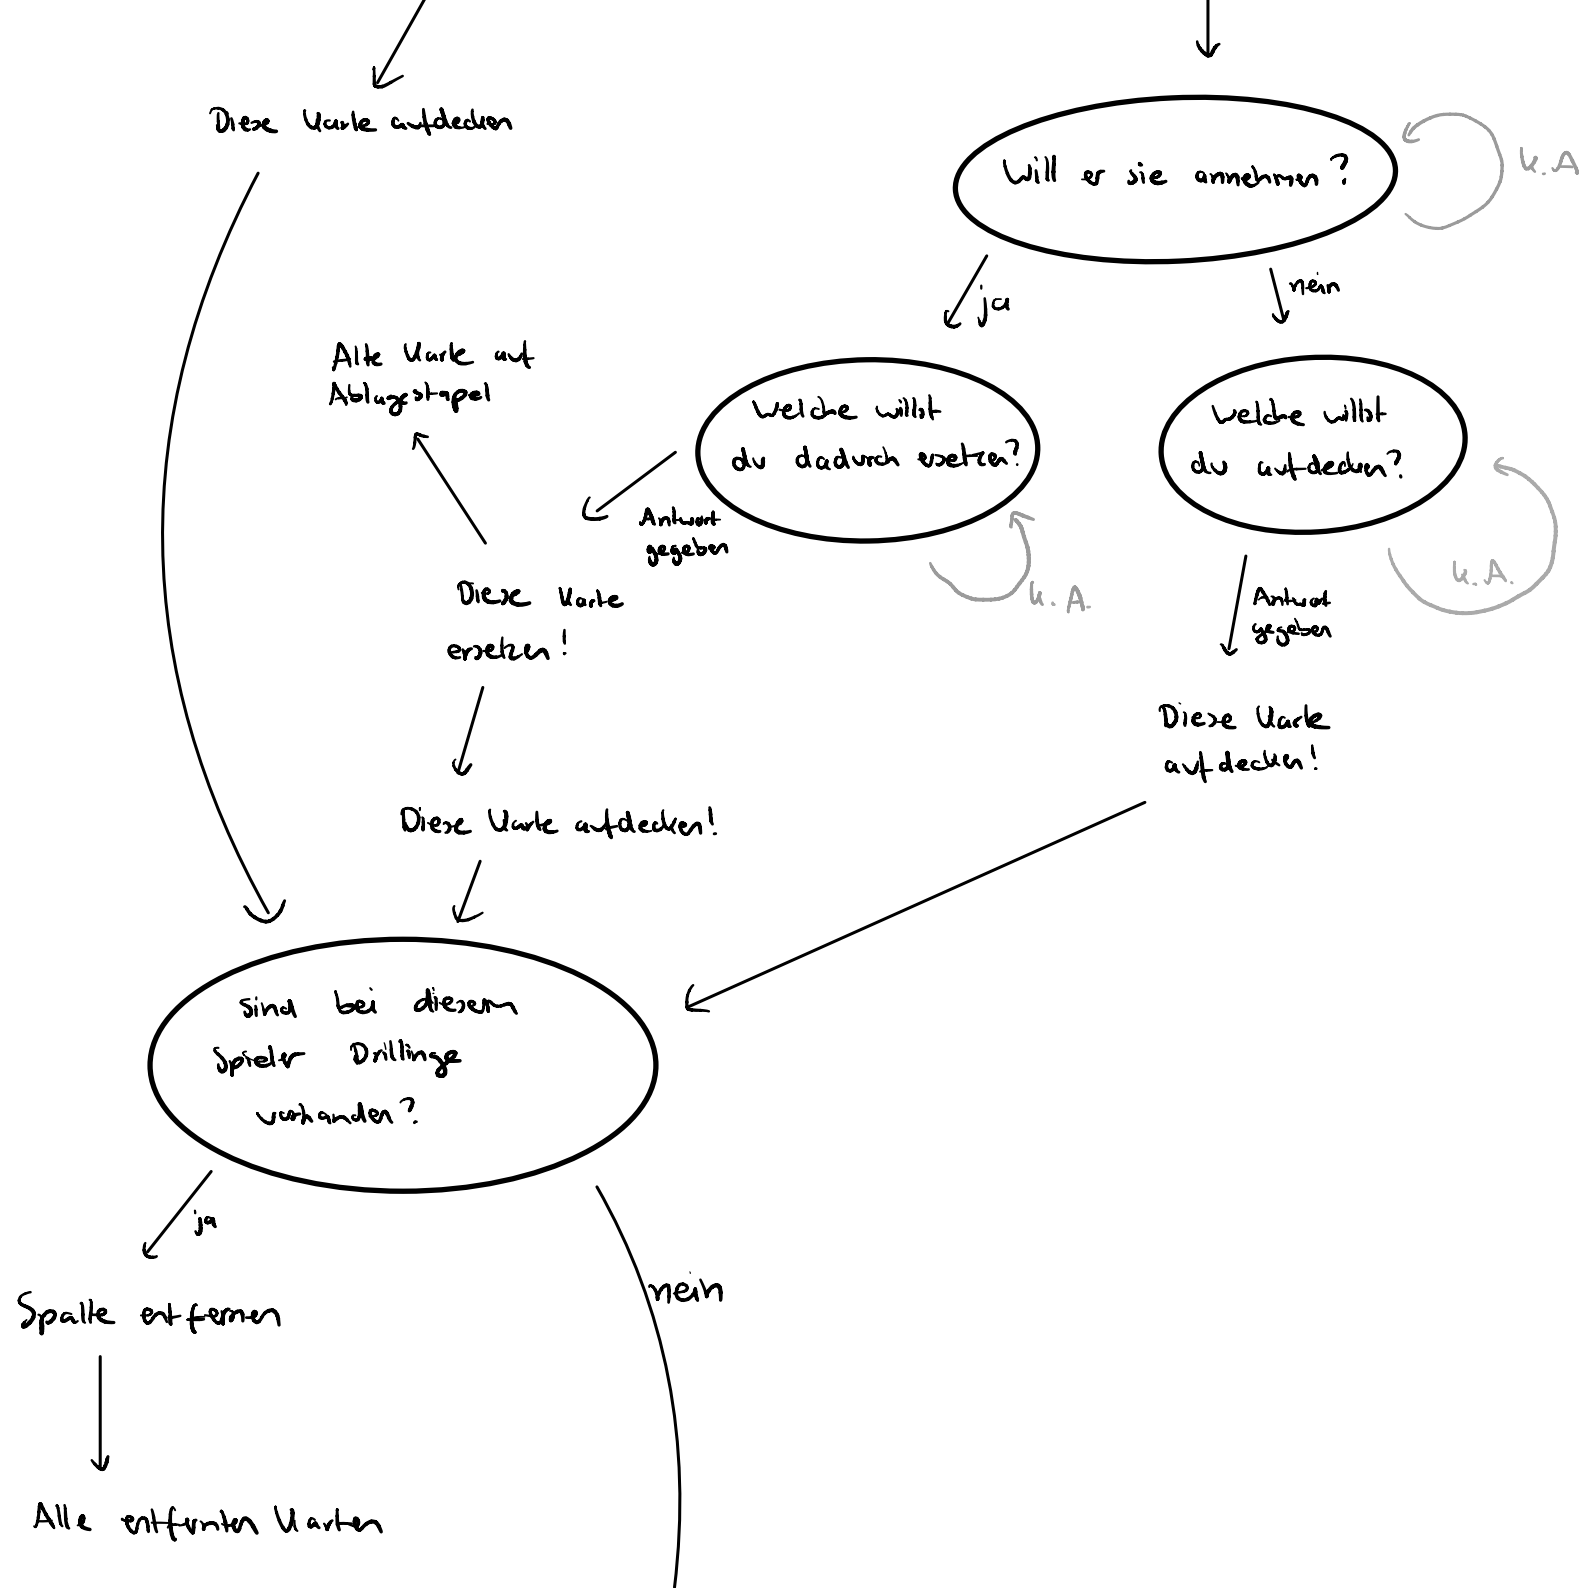 Diese Karte aufdecken
Will er sie annehmen?
K.A
ja
nein
Alte Karte auf
Ablagestapel
Welche willst
du dadurch ersetzen?
Welche willst
du aufdecken?
Antwort
gegeben
K.A.
K.A.
Antwort
gegeben
Diese Karte
ersetzen!
Diese Karte
aufdecken!
Diese Karte aufdecken!
Sind bei diesem
Spieler Drillinge
vorhanden?
ja
nein
Spalte entfernen
Alle entfernten Karten